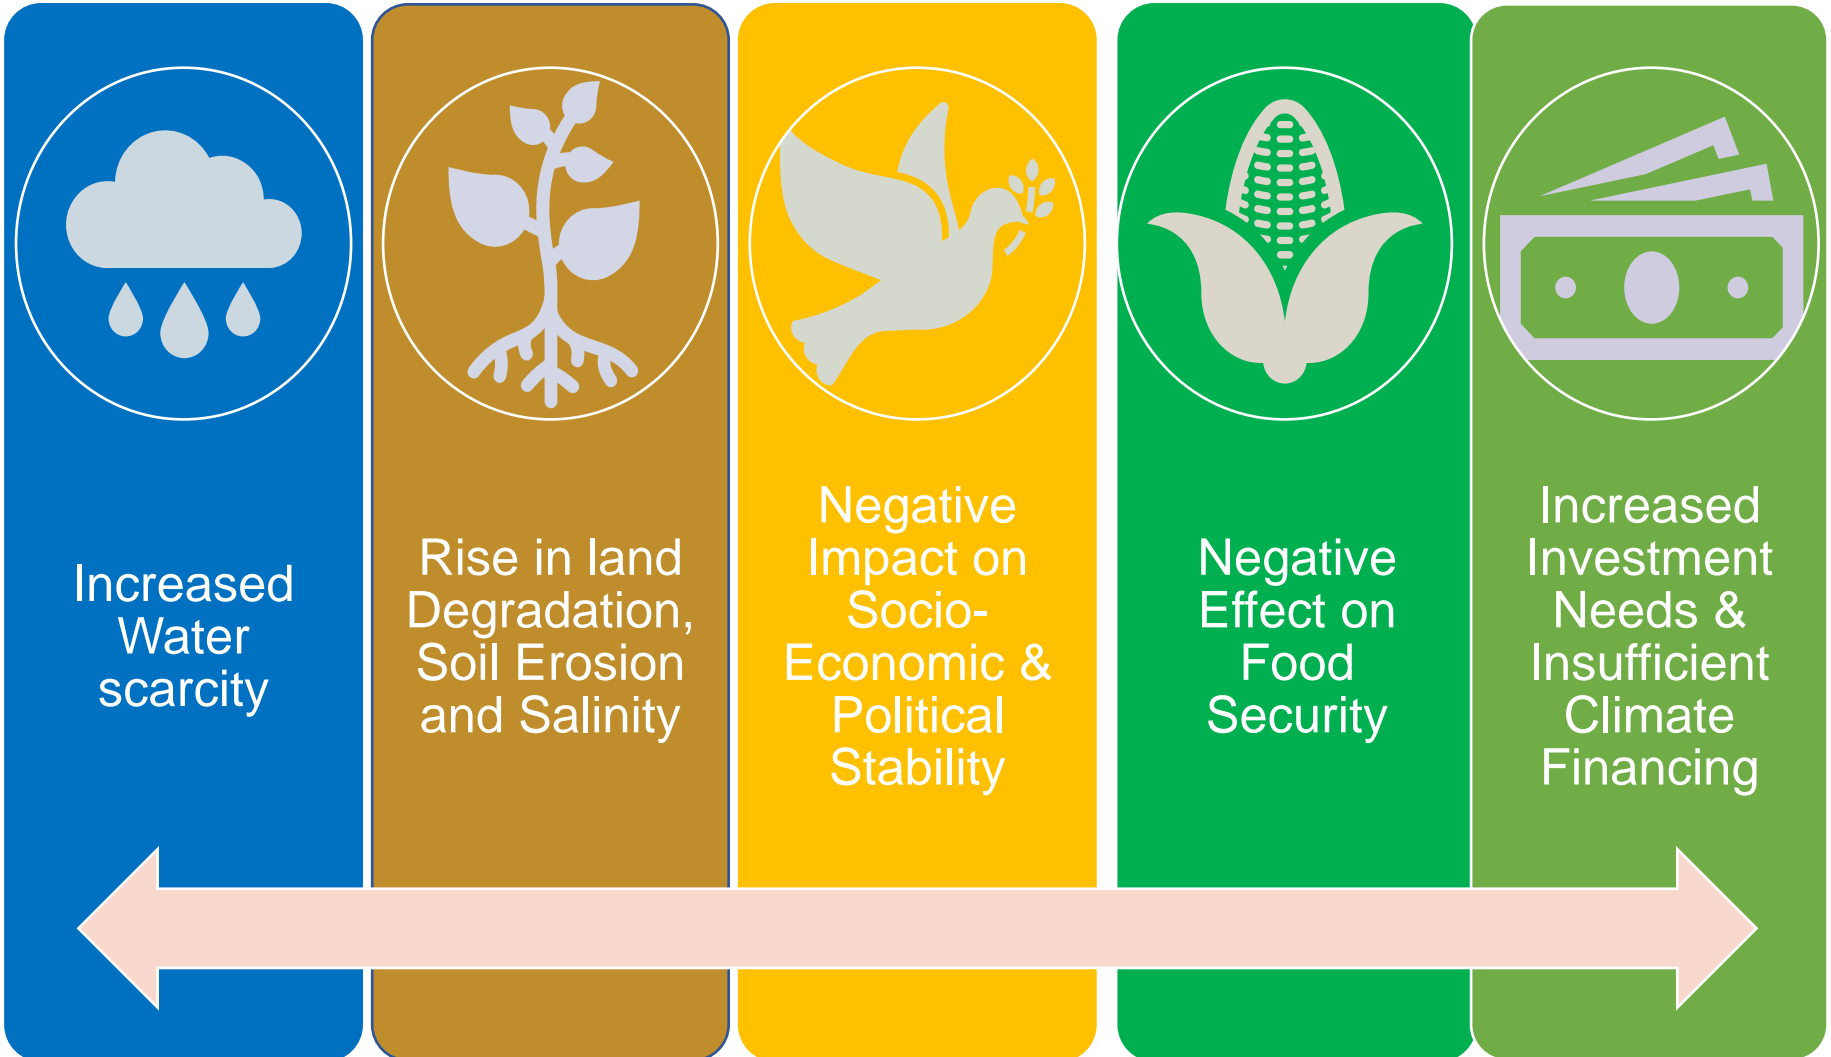 Increased
Water
scarcity
Rise in land
Degradation,
Soil Erosion
and Salinity
Negative
Impact on
Socio-
Economic &
Political
Stability
Negative
Effect on
Food
Security
Increased
Investment
Needs &
Insufficient
Climate
Financing